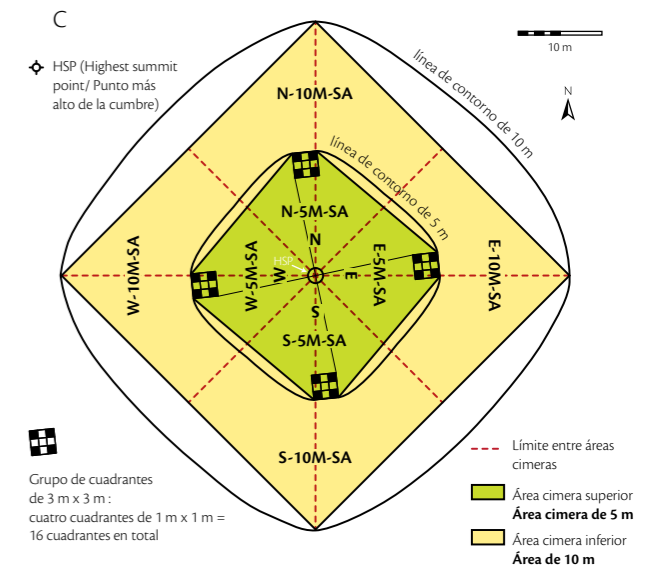 C
HSP (Highest summit
point/ Punto más
alto de la cumbre)
10 m
N
línea de contorno de 10 m
N-10M-SA
línea de contorno de 5 m
N-5M-SA
N
W-10M-SA
W-5M-SA
W
HSP
E
E-5M-SA
E-10M-SA
S
S-5M-SA
S-10M-SA
Grupo de cuadrantes
de 3 m x 3 m :
cuatro cuadrantes de 1 m x 1 m =
16 cuadrantes en total
Límite entre áreas
cimeras
Área cimera superior
Área cimera de 5 m
Área cimera inferior
Área de 10 m